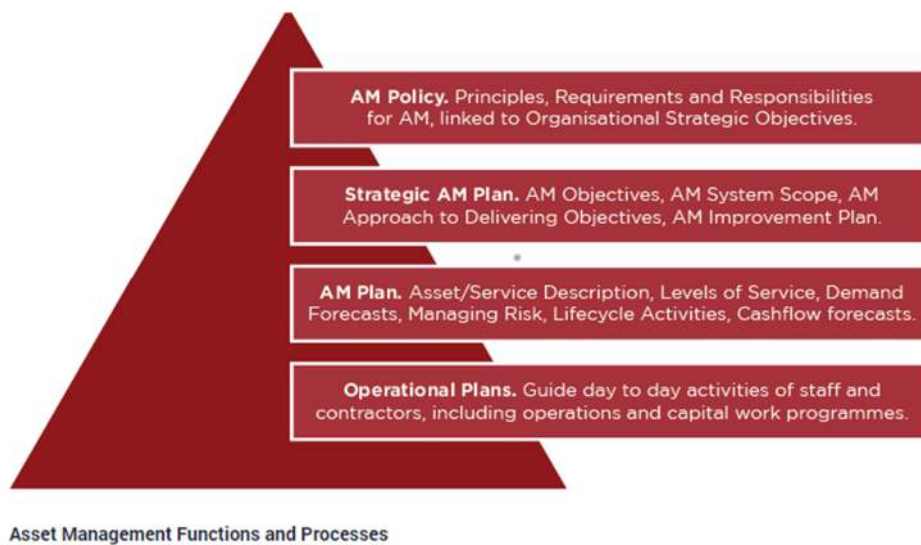 AM Policy. Principles, Requirements and Responsibilities
for AM, linked to Organisational Strategic Objectives.
Strategic AM Plan. AM Objectives, AM System Scope, AM
Approach to Delivering Objectives, AM Improvement Plan.
AM Plan. Asset/Service Description, Levels of Service, Demand
Forecasts, Managing Risk, Lifecycle Activities, Cashflow forecasts.
Operational Plans. Guide day to day activities of staff and
contractors, including operations and capital work programmes.
Asset Management Functions and Processes